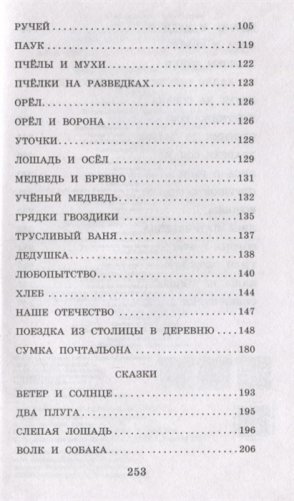 РУЧЕЙ 105
ПАУК 119
ПЧЁЛЫ И МУХИ 122
ПЧЁЛКИ НА РАЗВЕДКАХ 123
ОРЁЛ 126
ОРЁЛ И ВОРОНА 126
УТОЧКИ 128
ЛОШАДЬ И ОСЁЛ 129
МЕДВЕДЬ И БРЕВНО 131
УЧЁНЫЙ МЕДВЕДЬ 132
ГРЯДКИ ГВОЗДИКИ 135
ТРУСЛИВЫЙ ВАНЯ 137
ДЕДУШКА 138
ЛЮБОПЫТСТВО 140
ХЛЕБ 144
НАШЕ ОТЕЧЕСТВО 147
ПОЕЗДКА ИЗ СТОЛИЦЫ В ДЕРЕВНЮ 148
СУМКА ПОЧТАЛЬОНА 180
СКАЗКИ
ВЕТЕР И СОЛНЦЕ 193
ДВА ПЛУГА 195
СЛЕПАЯ ЛОШАДЬ 196
ВОЛК И СОБАКА 206
253